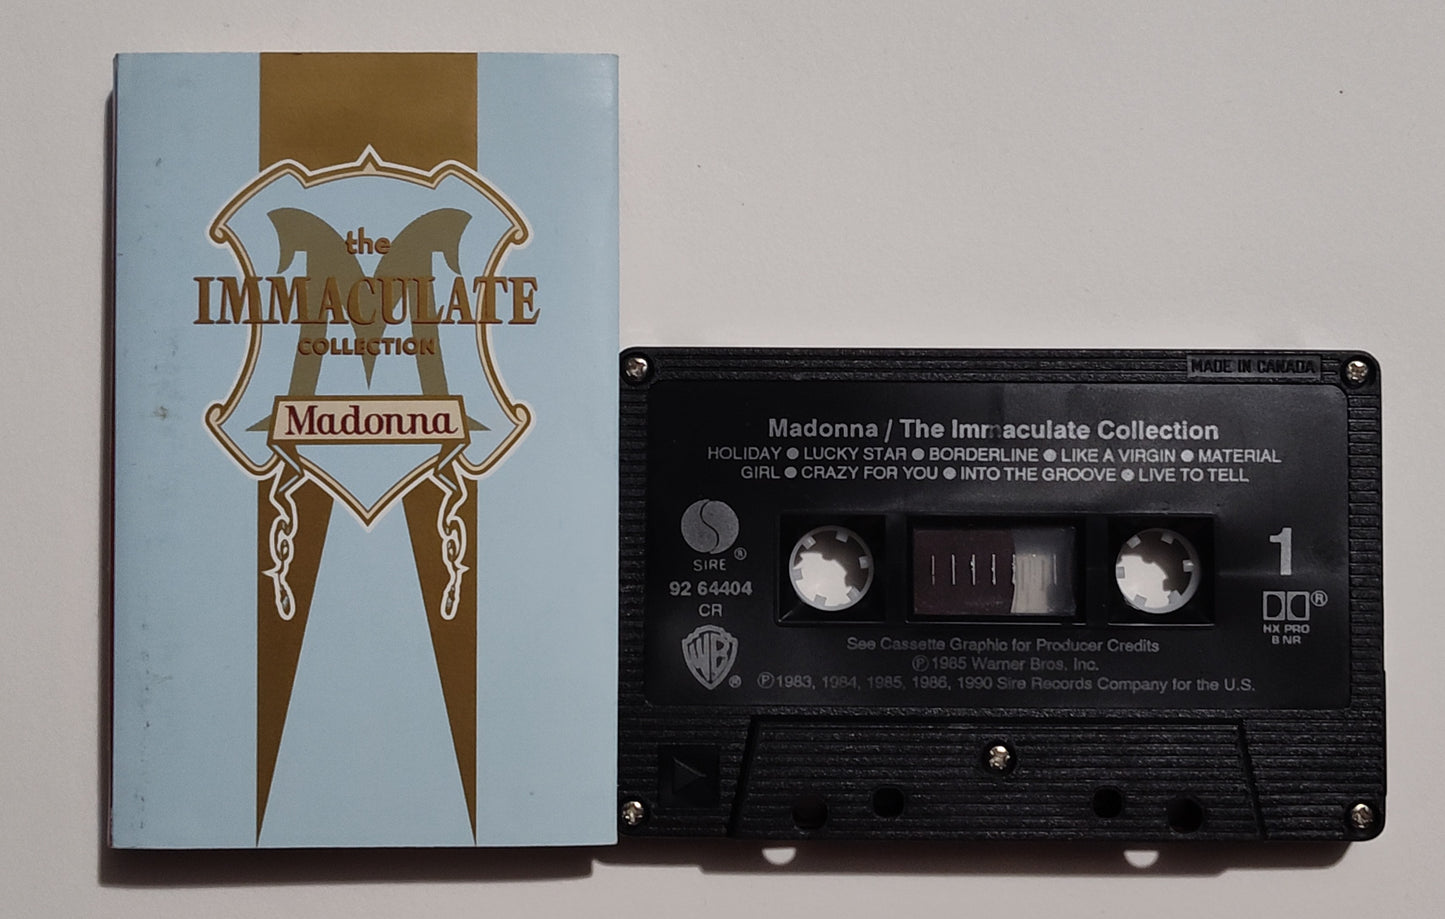 the
IMMACULATE
COLLECTION
Madonna
MADE IN CANADA
Madonna / The Immaculate Collection
HOLIDAY ● LUCKY STAR ● BORDERLINE ● LIKE A VIRGIN ● MATERIAL
GIRL ● CRAZY FOR YOU ● INTO THE GROOVE ● LIVE TO TELL
SIRE ®
92 64404
CR
WB ®
1
®
HX PRO
B NR
See Cassette Graphic for Producer Credits
℗ 1985 Warner Bros. Inc.
℗ 1983, 1984, 1985, 1986, 1990 Sire Records Company for the U.S.